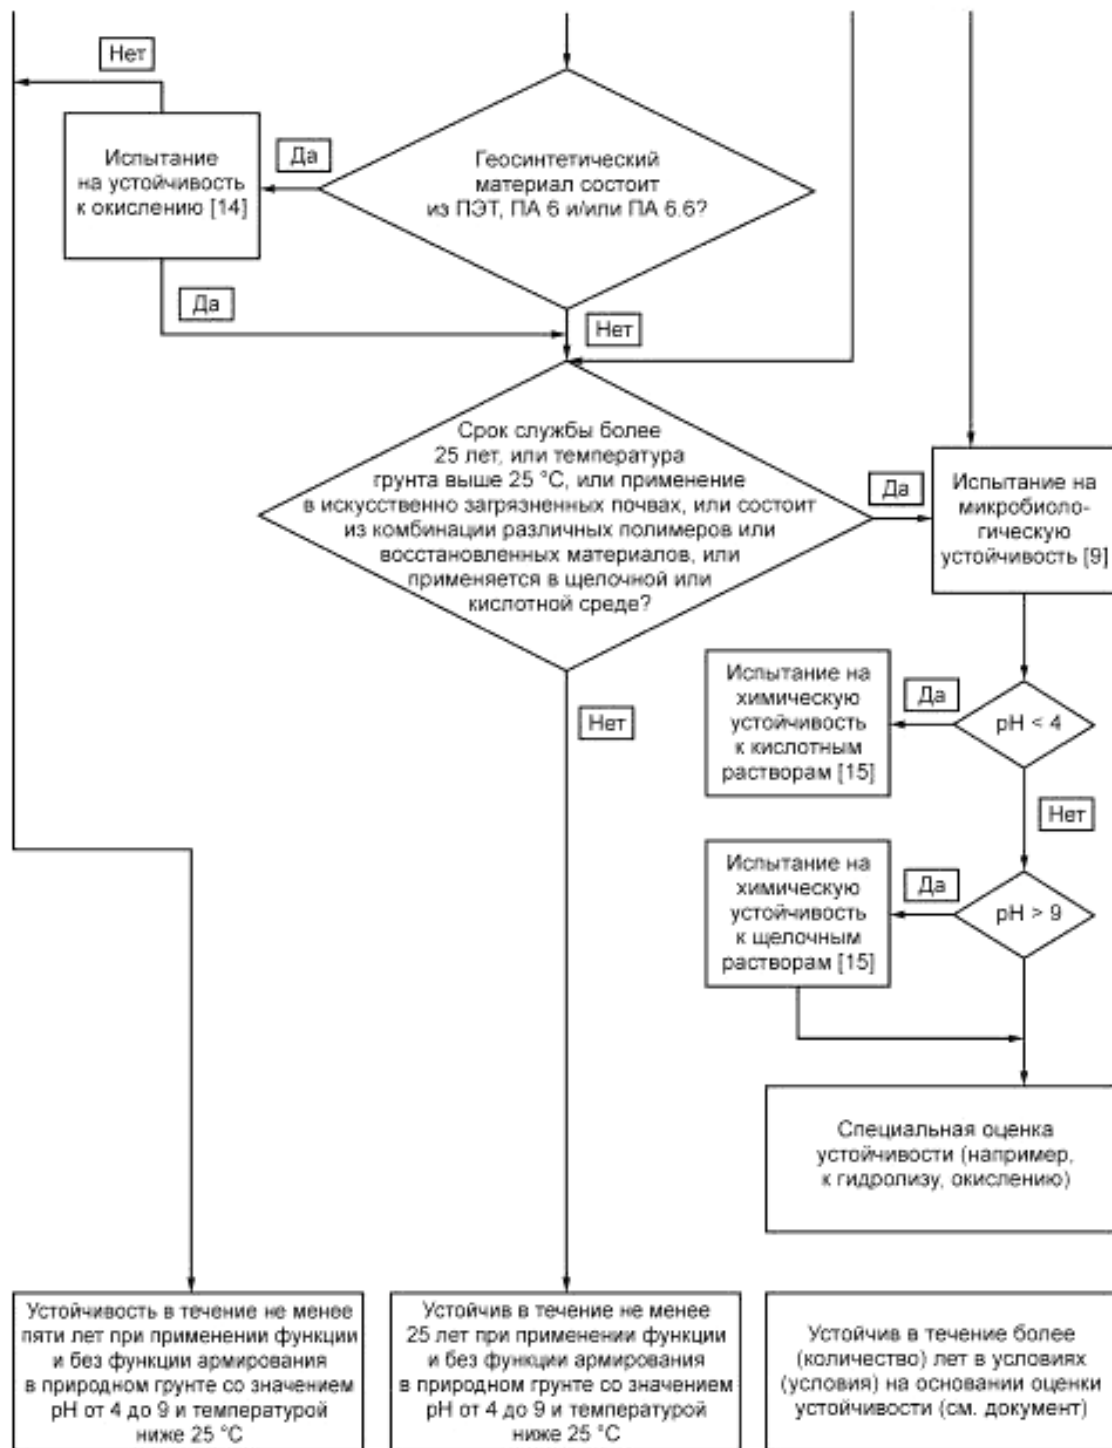 Нет
Испытание
на устойчивость
к окислению [14]
Да
Геосинтетический
материал состоит
из ПЭТ, ПА 6 и/или ПА 6.6?
Да
Нет
Срок службы более
25 лет, или температура
грунта выше 25 °C, или применение
в искусственно загрязненных почвах, или состоит
из комбинации различных полимеров или
восстановленных материалов, или
применяется в щелочной или
кислотной среде?
Да
Испытание на
микробиоло-
гическую
устойчивость [9]
Нет
Испытание на
химическую
устойчивость
к кислотным
растворам [15]
Да
pH < 4
Нет
Испытание на
химическую
устойчивость
к щелочным
растворам [15]
Да
pH > 9
Специальная оценка
устойчивости (например,
к гидролизу, окислению)
Устойчивость в течение не менее
пяти лет при применении функции
и без функции армирования
в природном грунте со значением
pH от 4 до 9 и температурой
ниже 25 °C
Устойчив в течение не менее
25 лет при применении функции
и без функции армирования
в природном грунте со значением
pH от 4 до 9 и температурой
ниже 25 °C
Устойчив в течение более
(количество) лет в условиях
(условия) на основании оценки
устойчивости (см. документ)